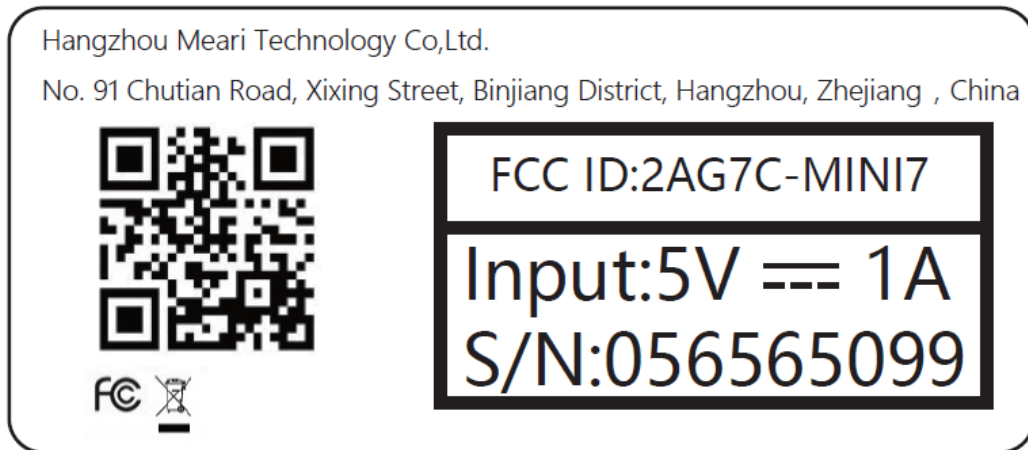 Hangzhou Meari Technology Co,Ltd.
No. 91 Chutian Road, Xixing Street, Binjiang District, Hangzhou, Zhejiang , China
FCC ID:2AG7C-MINI7
Input:5V ⎓ 1A
S/N:056565099
FC